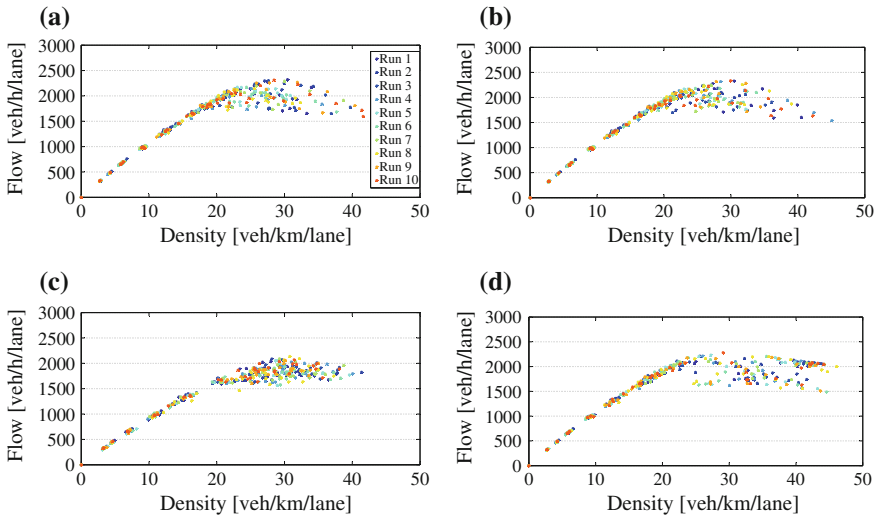 (a)
3000
2500
2000
1500
1000
500
0
Flow [veh/h/lane]
0 10 20 30 40 50
Density [veh/km/lane]
Run 1
Run 2
Run 3
Run 4
Run 5
Run 6
Run 7
Run 8
Run 9
Run 10
(b)
3000
2500
2000
1500
1000
500
0
Flow [veh/h/lane]
0 10 20 30 40 50
Density [veh/km/lane]
(c)
3000
2500
2000
1500
1000
500
0
Flow [veh/h/lane]
0 10 20 30 40 50
Density [veh/km/lane]
(d)
3000
2500
2000
1500
1000
500
0
Flow [veh/h/lane]
0 10 20 30 40 50
Density [veh/km/lane]